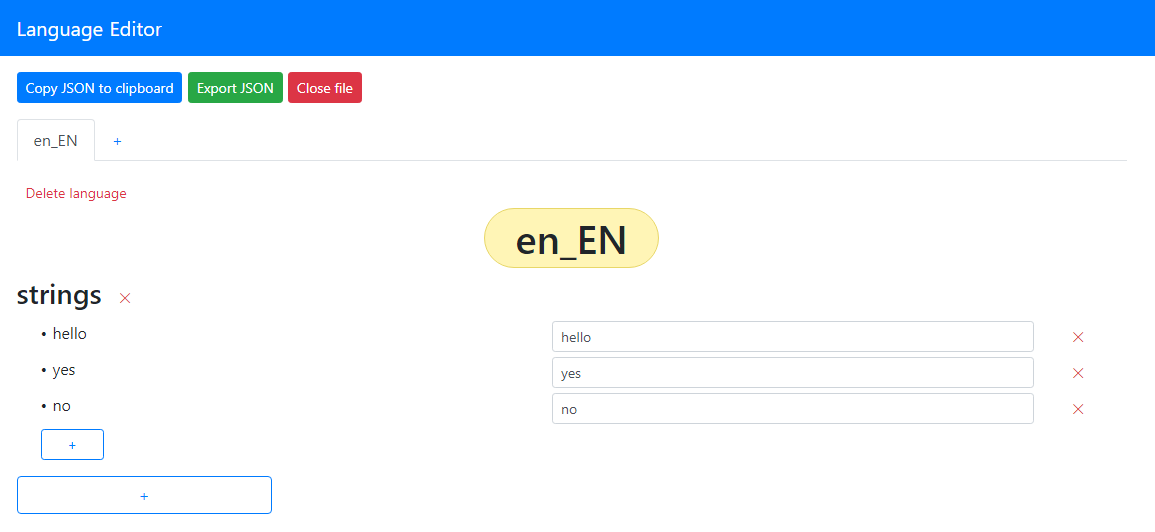 Language Editor
Copy JSON to clipboard Export JSON Close file
en_EN +
Delete language
en_EN
strings ×
• hello hello ×
• yes yes ×
• no no ×
+
+